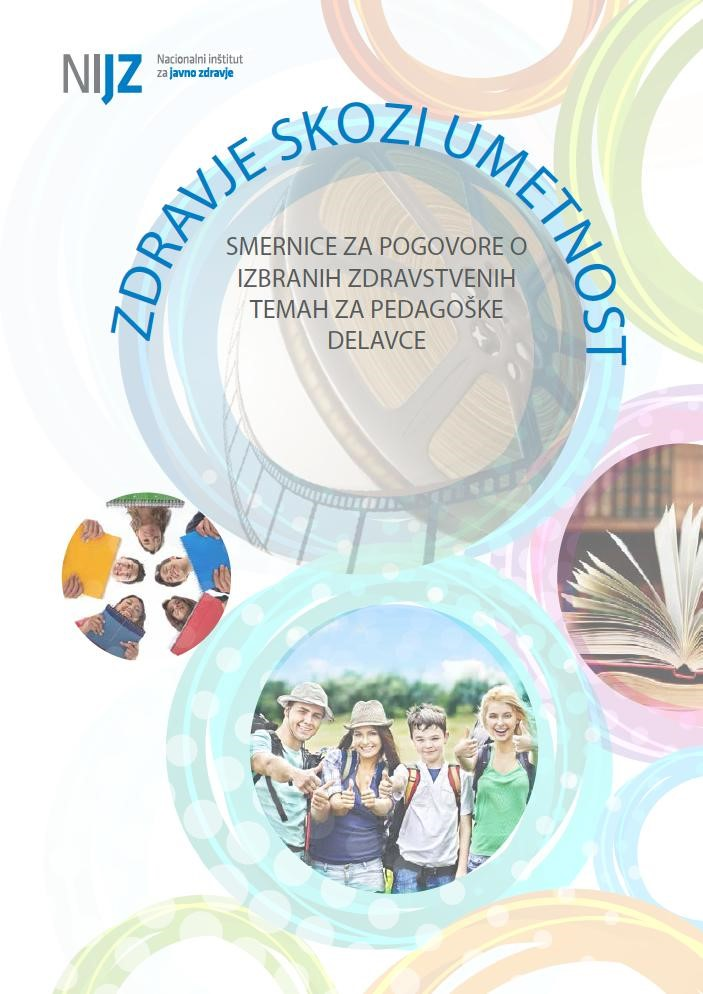 NIJZ
Nacionalni inštitut
za javno zdravje
ZDRAVJE SKOZI UMETNOST
SMERNICE ZA POGOVORE O
IZBRANIH ZDRAVSTVENIH
TEMAH ZA PEDAGOŠKE
DELAVCE